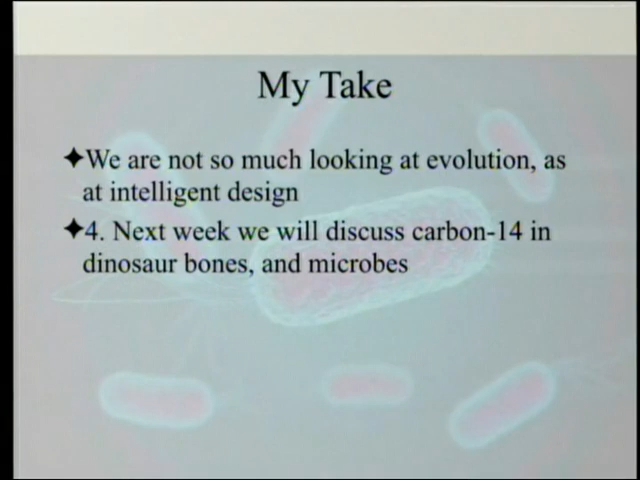 My Take
✦We are not so much looking at evolution, as
at intelligent design
✦4. Next week we will discuss carbon-14 in
dinosaur bones, and microbes